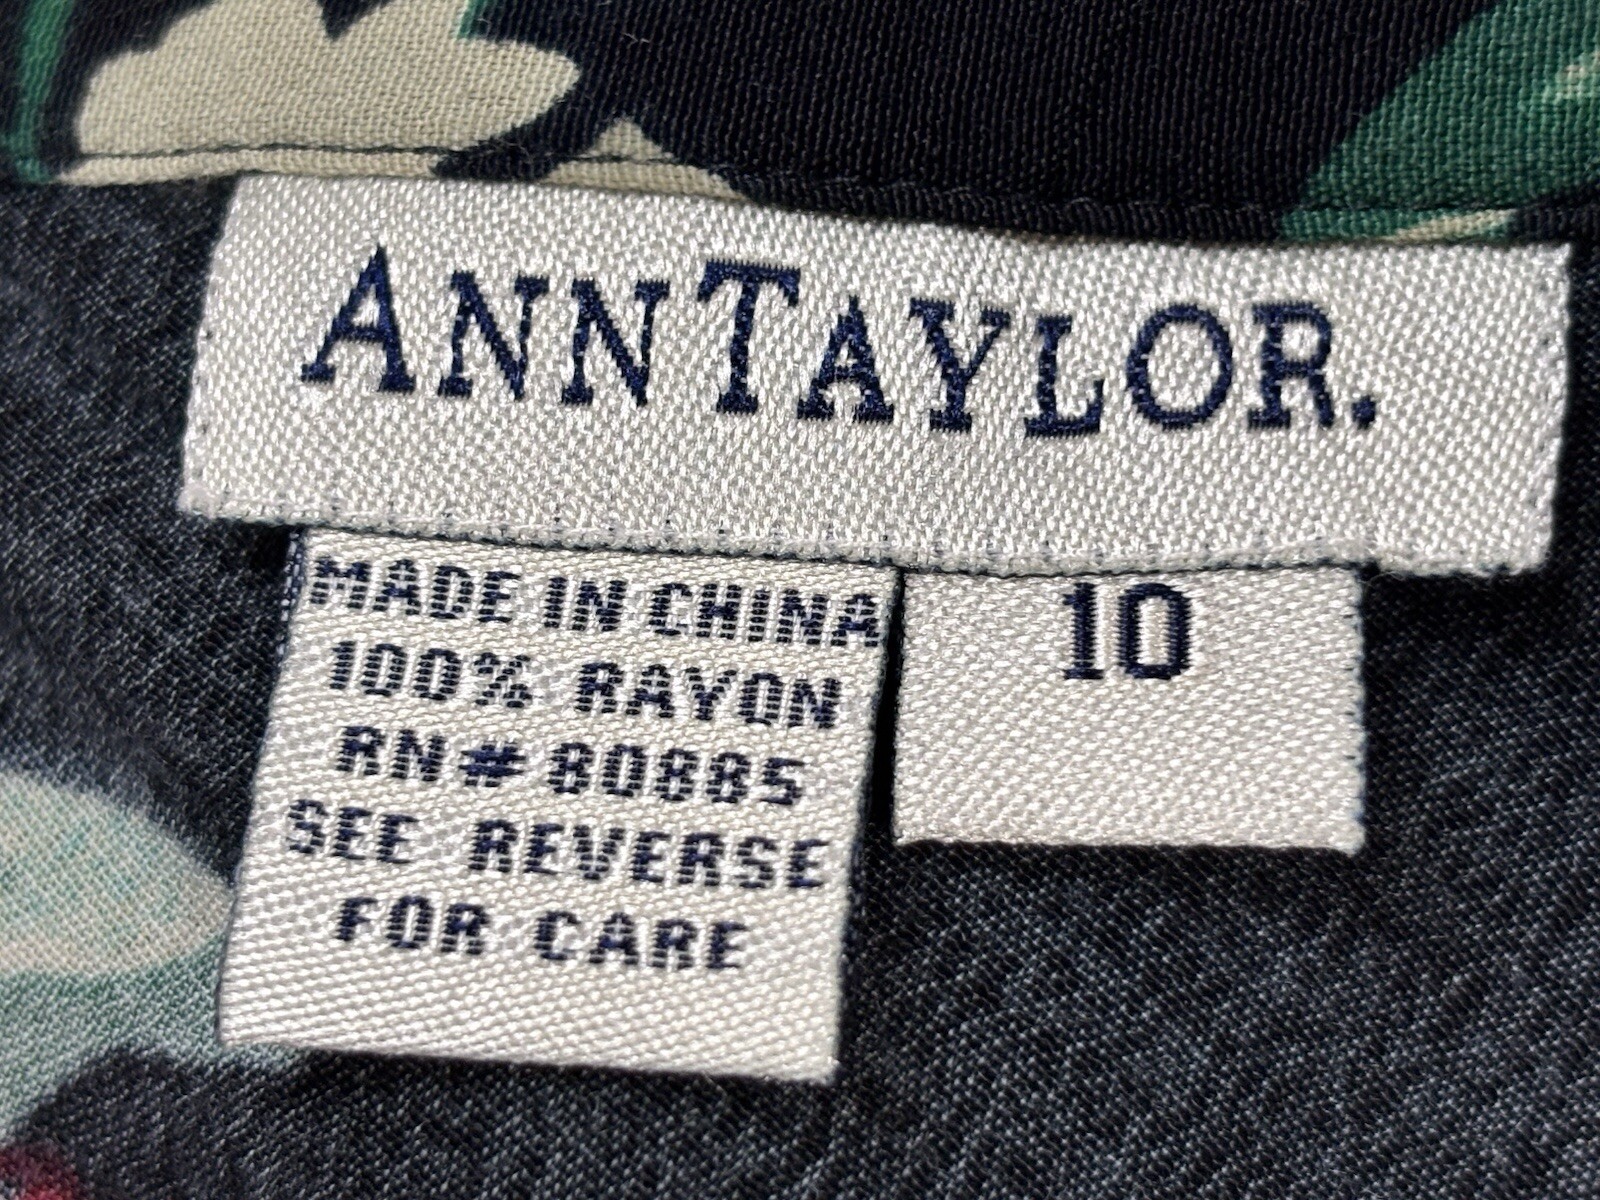 ANNTAYLOR.
MADE IN CHINA
100% RAYON
RN# 80885
SEE REVERSE
FOR CARE
10